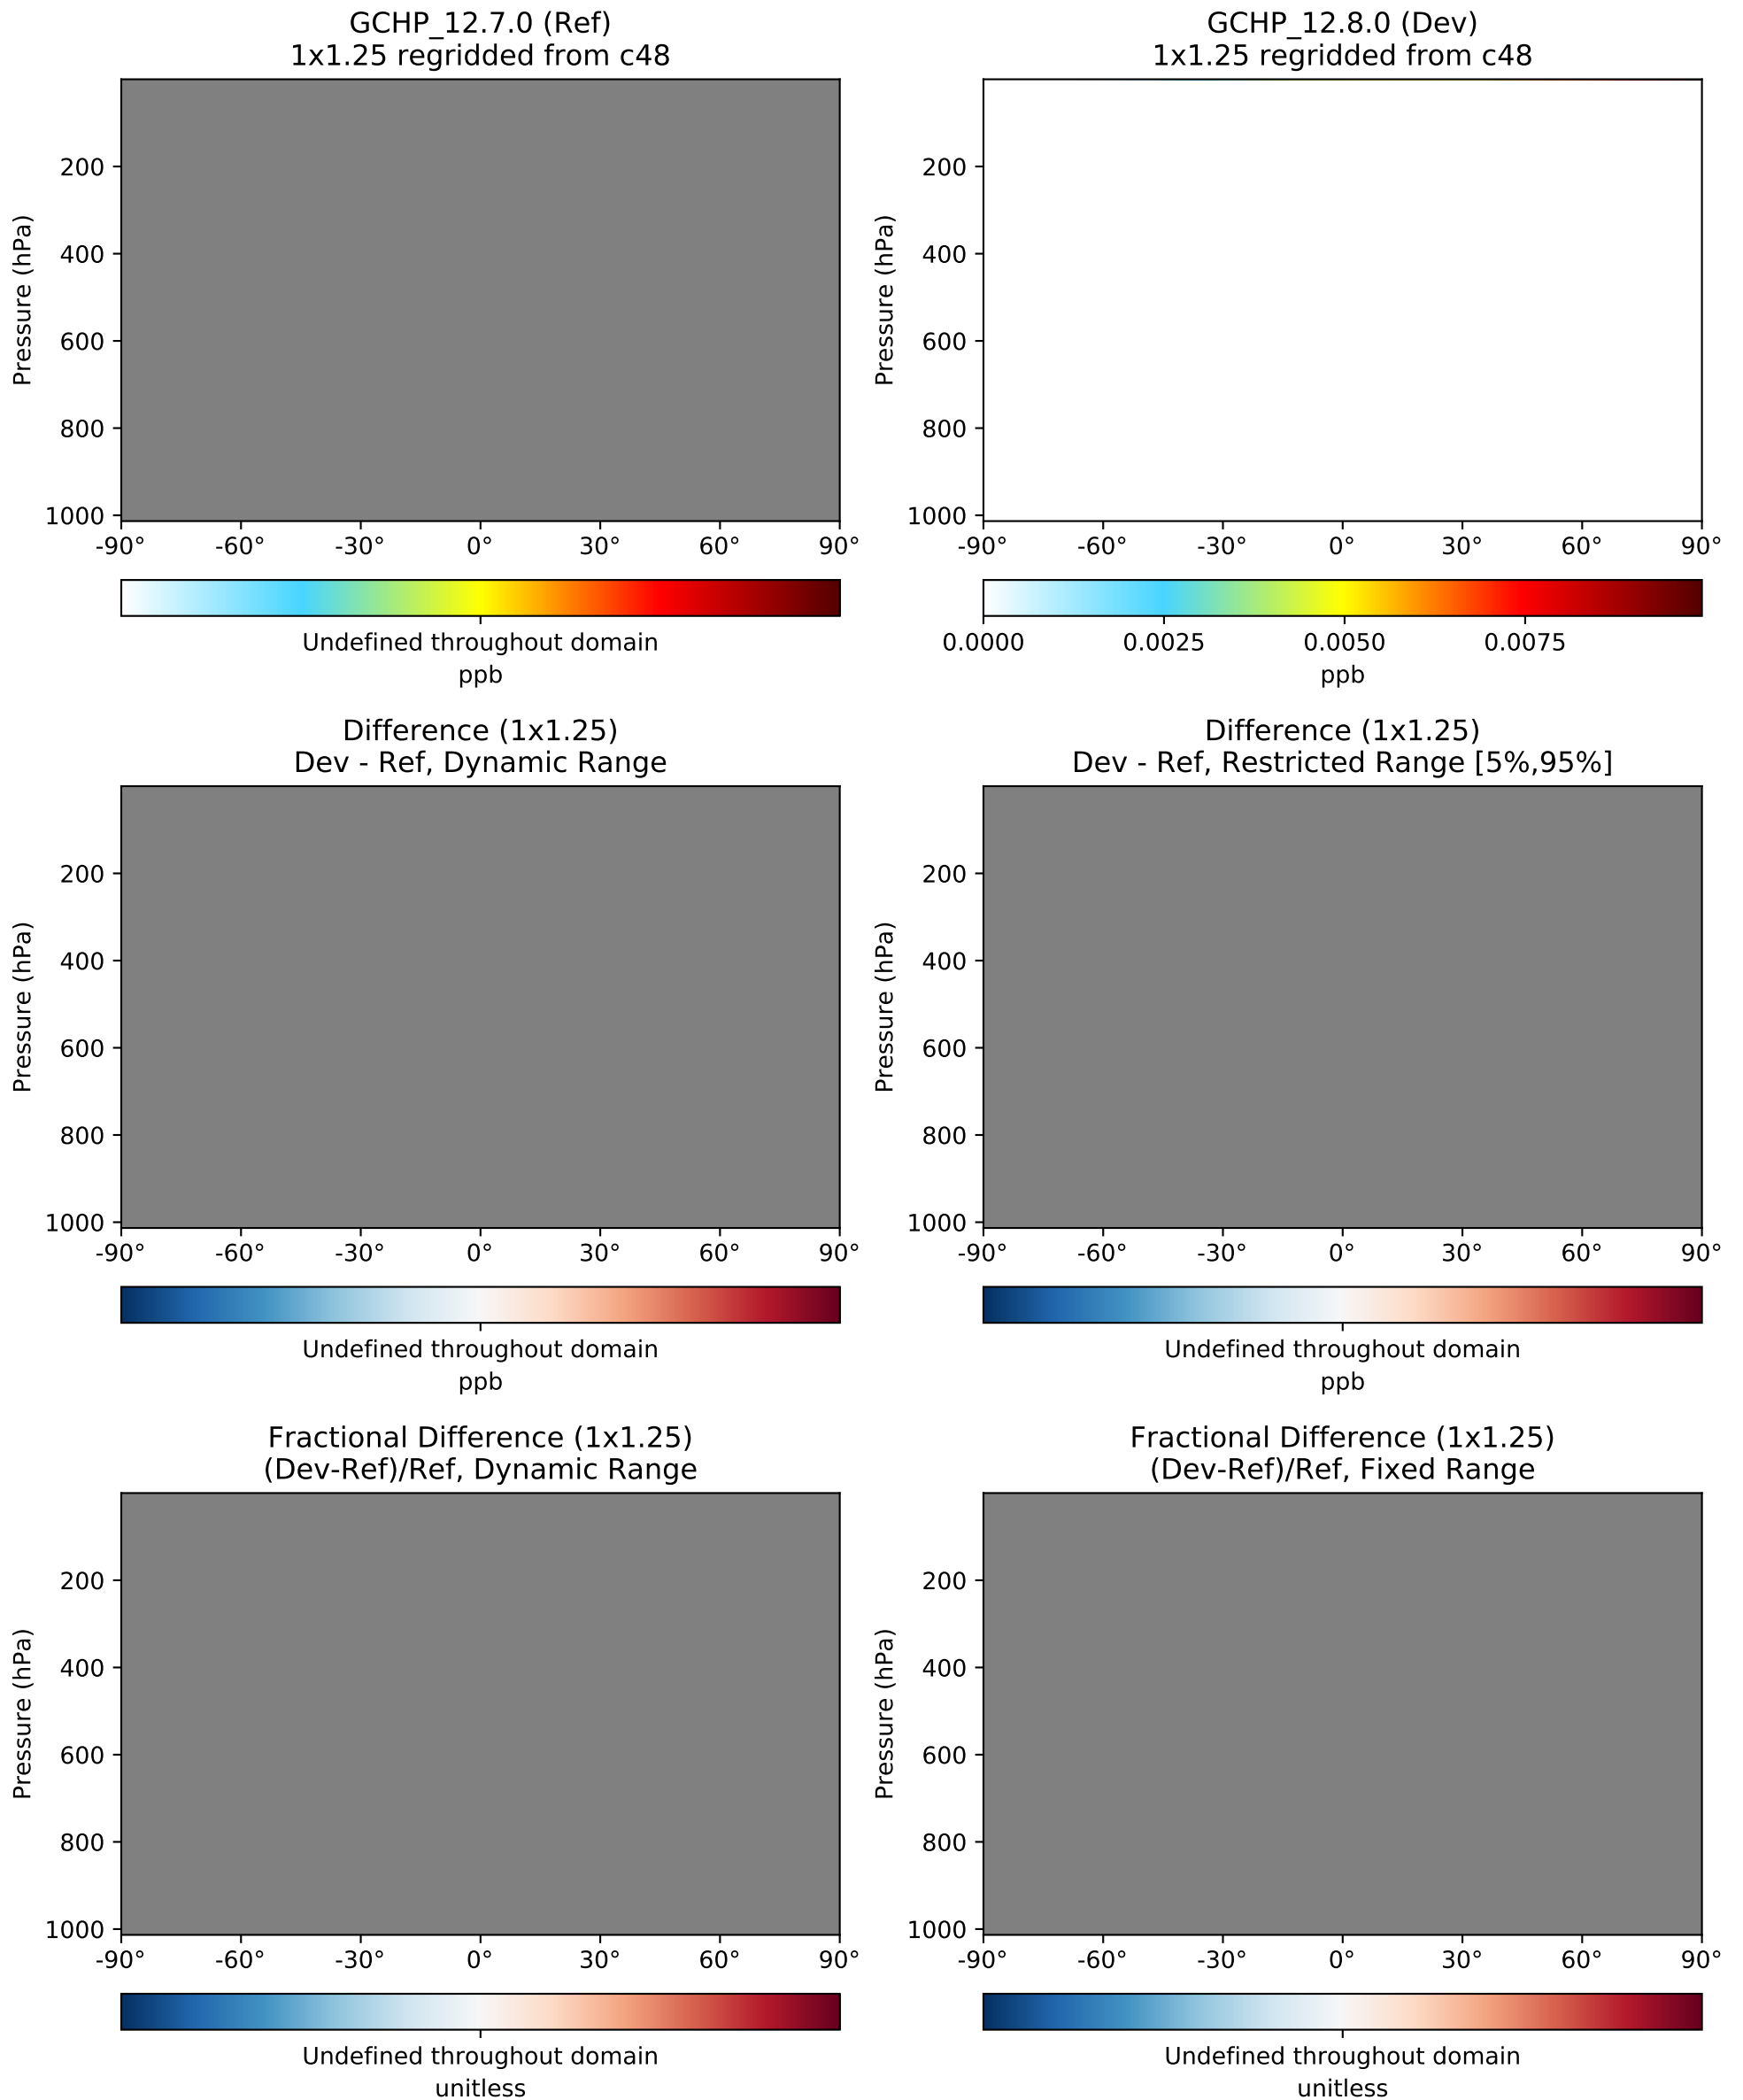 GCHP_12.7.0 (Ref)
1x1.25 regridded from c48
Pressure (hPa)
200
400
600
800
1000
-90° -60° -30° 0° 30° 60° 90°
Undefined throughout domain
ppb
GCHP_12.8.0 (Dev)
1x1.25 regridded from c48
Pressure (hPa)
200
400
600
800
1000
-90° -60° -30° 0° 30° 60° 90°
0.0000 0.0025 0.0050 0.0075
ppb
Difference (1x1.25)
Dev - Ref, Dynamic Range
Pressure (hPa)
200
400
600
800
1000
-90° -60° -30° 0° 30° 60° 90°
Undefined throughout domain
ppb
Difference (1x1.25)
Dev - Ref, Restricted Range [5%,95%]
Pressure (hPa)
200
400
600
800
1000
-90° -60° -30° 0° 30° 60° 90°
Undefined throughout domain
ppb
Fractional Difference (1x1.25)
(Dev-Ref)/Ref, Dynamic Range
Pressure (hPa)
200
400
600
800
1000
-90° -60° -30° 0° 30° 60° 90°
Undefined throughout domain
unitless
Fractional Difference (1x1.25)
(Dev-Ref)/Ref, Fixed Range
Pressure (hPa)
200
400
600
800
1000
-90° -60° -30° 0° 30° 60° 90°
Undefined throughout domain
unitless